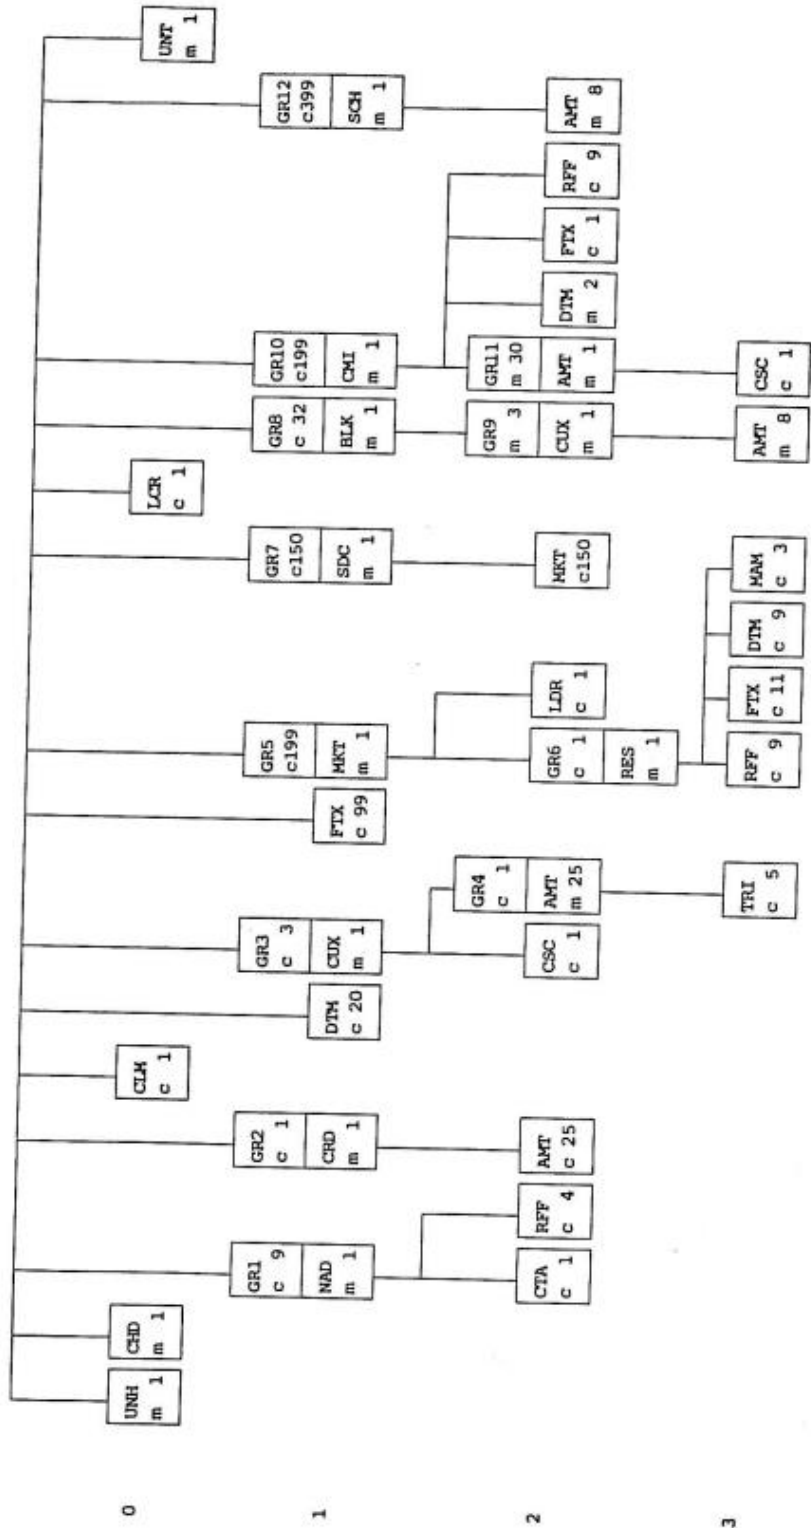 0
UNH
m 1
CHD
m 1
CLM
c 1
LCR
c 1
UNT
m 1
1
GR1
c 9
NAD
m 1
GR2
c 1
CRD
m 1
DTM
c 20
GR3
c 3
CUX
m 1
FTX
c 99
GR5
c199
MKT
m 1
GR7
c150
SDC
m 1
GR8
c 32
BLK
m 1
GR10
c199
CMI
m 1
GR12
c399
SCH
m 1
2
CTA
c 1
RFF
c 4
AMT
c 25
CSC
c 1
GR4
c 1
AMT
m 25
GR6
c 1
RES
m 1
LDR
c 1
MKT
c150
GR9
m 3
CUX
m 1
GR11
m 30
AMT
m 1
DTM
m 2
FTX
c 1
RFF
c 9
AMT
m 8
3
TRI
c 5
RFF
c 9
FTX
c 11
DTM
c 9
MAM
c 3
AMT
m 8
CSC
c 1